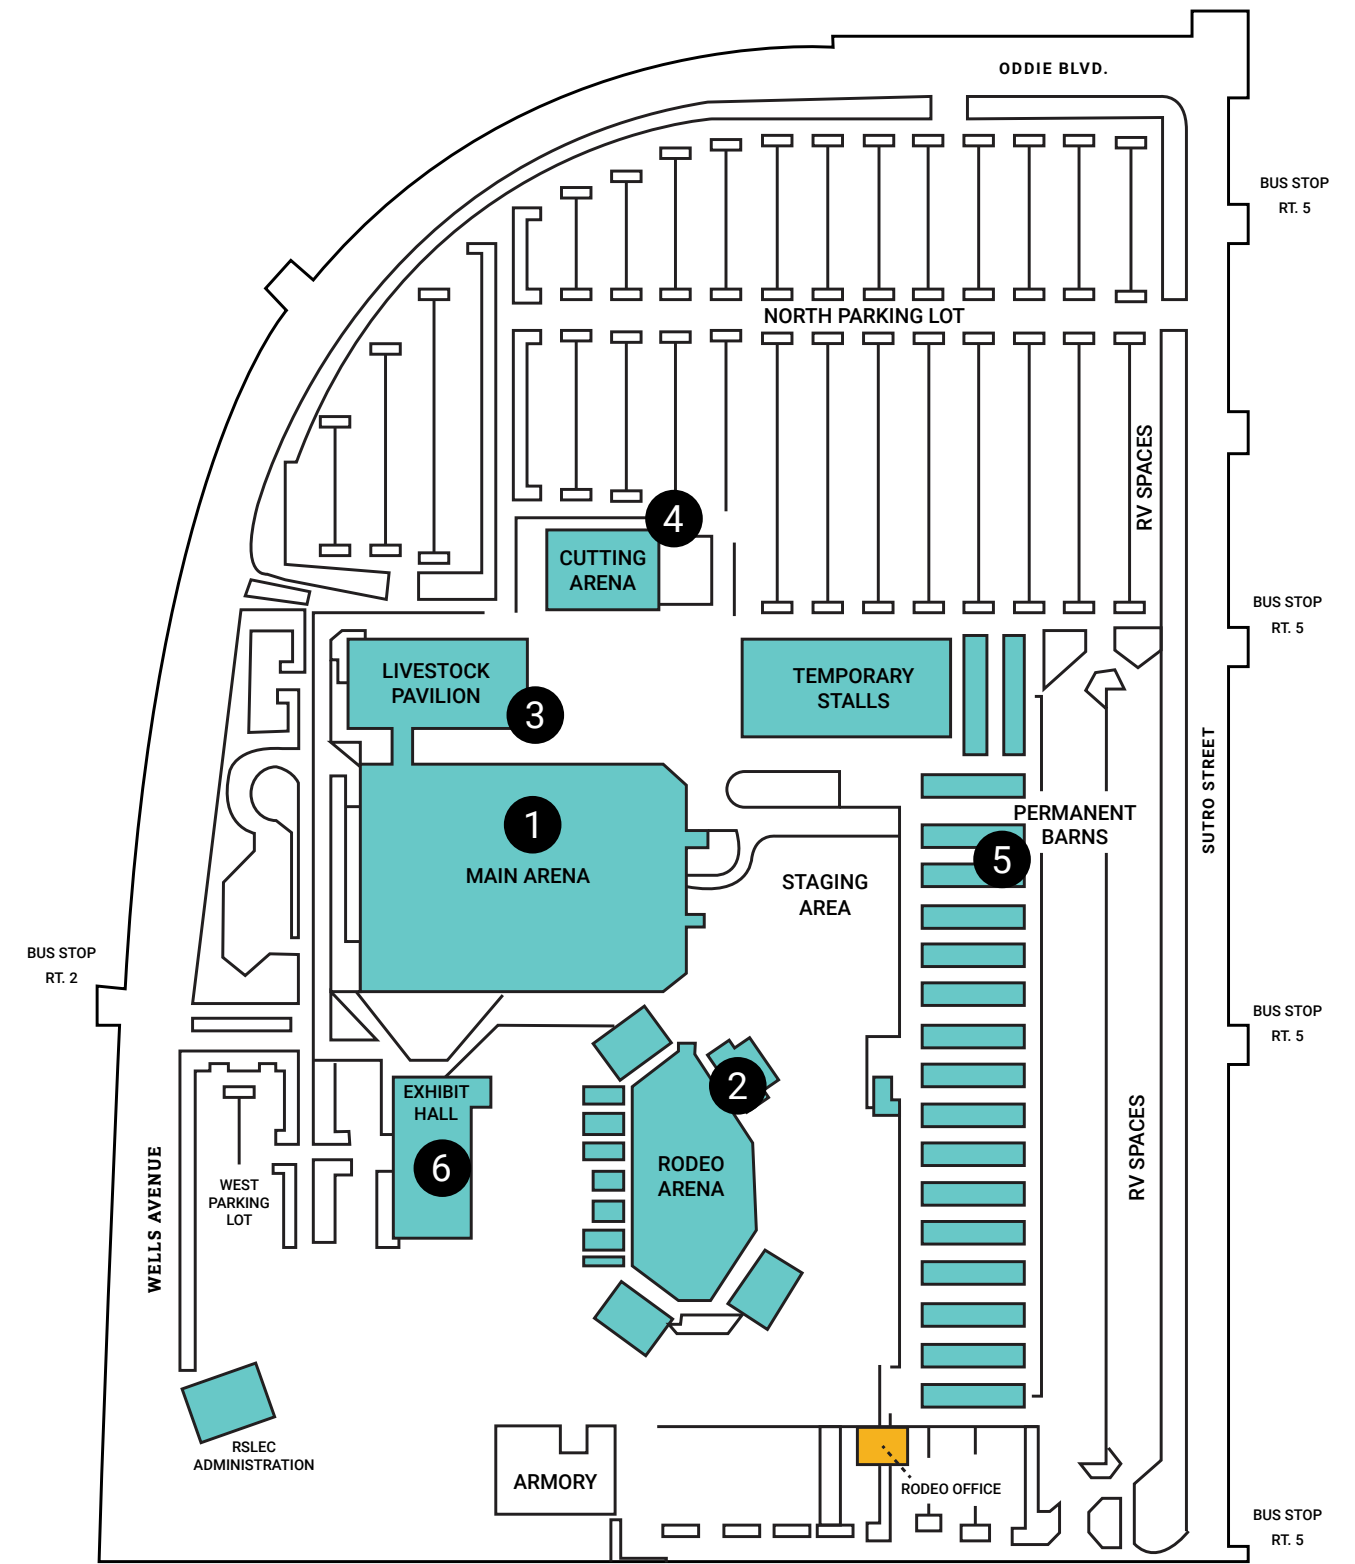 ODDIE BLVD.
BUS STOP
RT. 5
NORTH PARKING LOT
RV SPACES
4
CUTTING
ARENA
BUS STOP
RT. 5
LIVESTOCK
PAVILION
3
TEMPORARY
STALLS
SUTRO STREET
1
MAIN ARENA
PERMANENT
BARNS
5
STAGING
AREA
BUS STOP
RT. 2
BUS STOP
RT. 5
EXHIBIT
HALL
6
2
RODEO
ARENA
RV SPACES
WELLS AVENUE
WEST
PARKING
LOT
RSLEC
ADMINISTRATION
ARMORY
RODEO OFFICE
BUS STOP
RT. 5